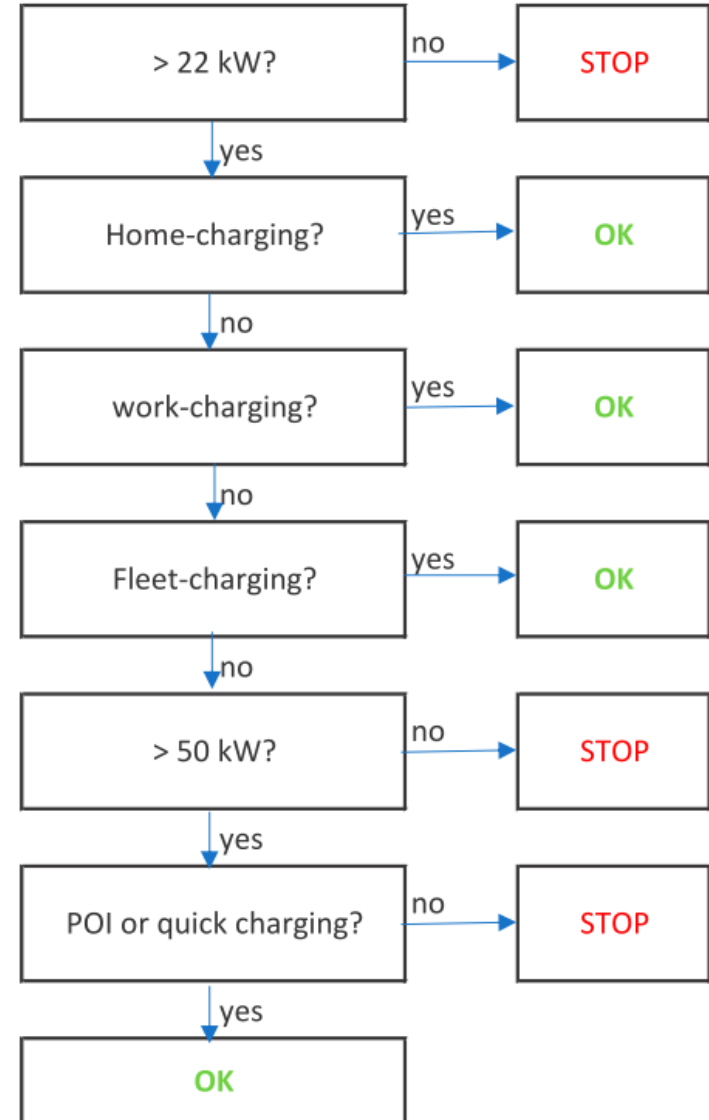 > 22 kW?
no
STOP
yes
Home-charging?
yes
OK
no
work-charging?
yes
OK
no
Fleet-charging?
yes
OK
no
> 50 kW?
no
STOP
yes
POI or quick charging?
no
STOP
yes
OK